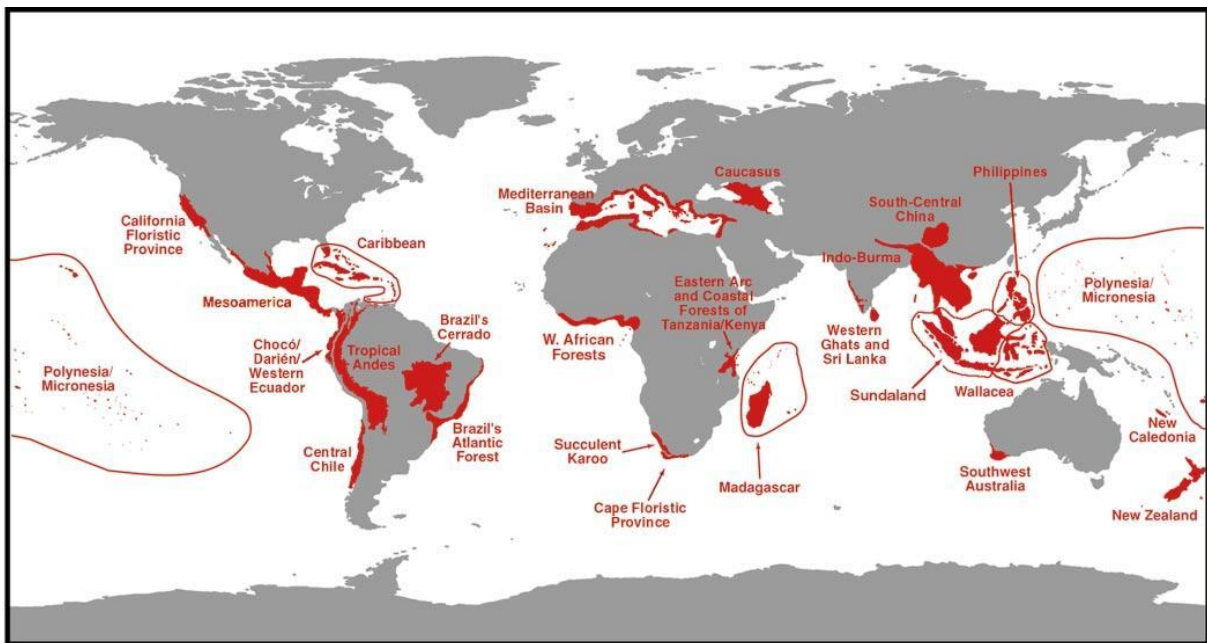 California
Floristic
Province
Polynesia/
Micronesia
Mesoamerica
Caribbean
Chocó/
Darién/
Western
Ecuador
Tropical
Andes
Brazil's
Cerrado
Brazil's
Atlantic
Forest
Central
Chile
Mediterranean
Basin
Caucasus
W. African
Forests
Eastern Arc
and Coastal
Forests of
Tanzania/Kenya
Succulent
Karoo
Cape Floristic
Province
Madagascar
Indo-Burma
South-Central
China
Philippines
Western
Ghats and
Sri Lanka
Sundaland
Wallacea
Polynesia/
Micronesia
New
Caledonia
Southwest
Australia
New Zealand